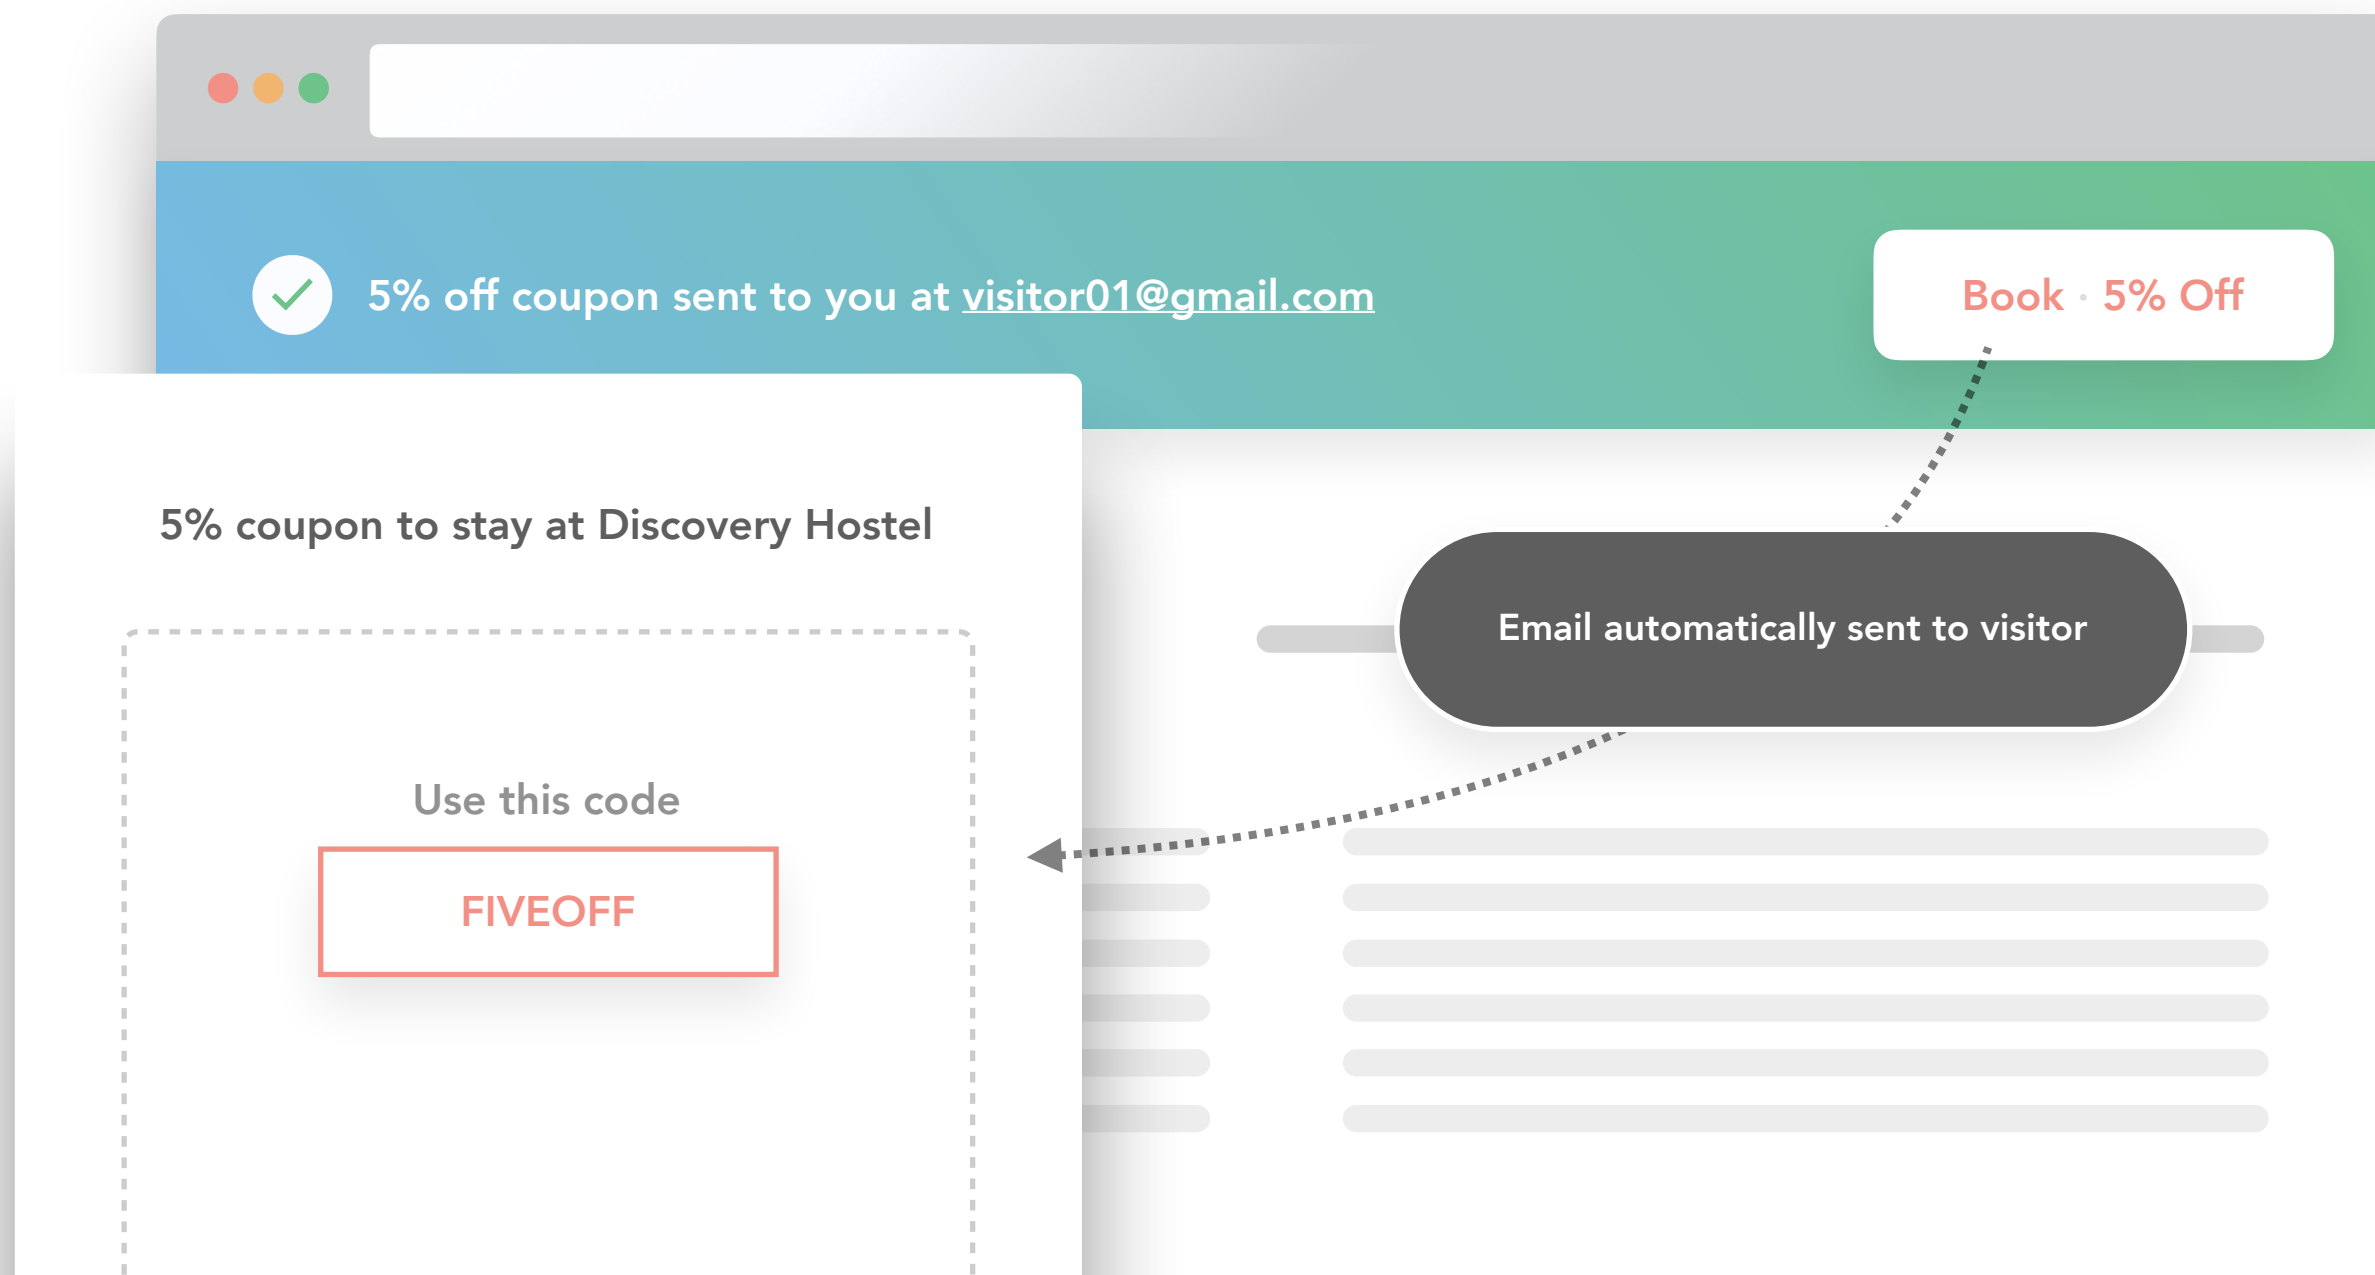 5% off coupon sent to you at visitor01@gmail.com
Book · 5% Off
5% coupon to stay at Discovery Hostel
Email automatically sent to visitor
Use this code
FIVEOFF